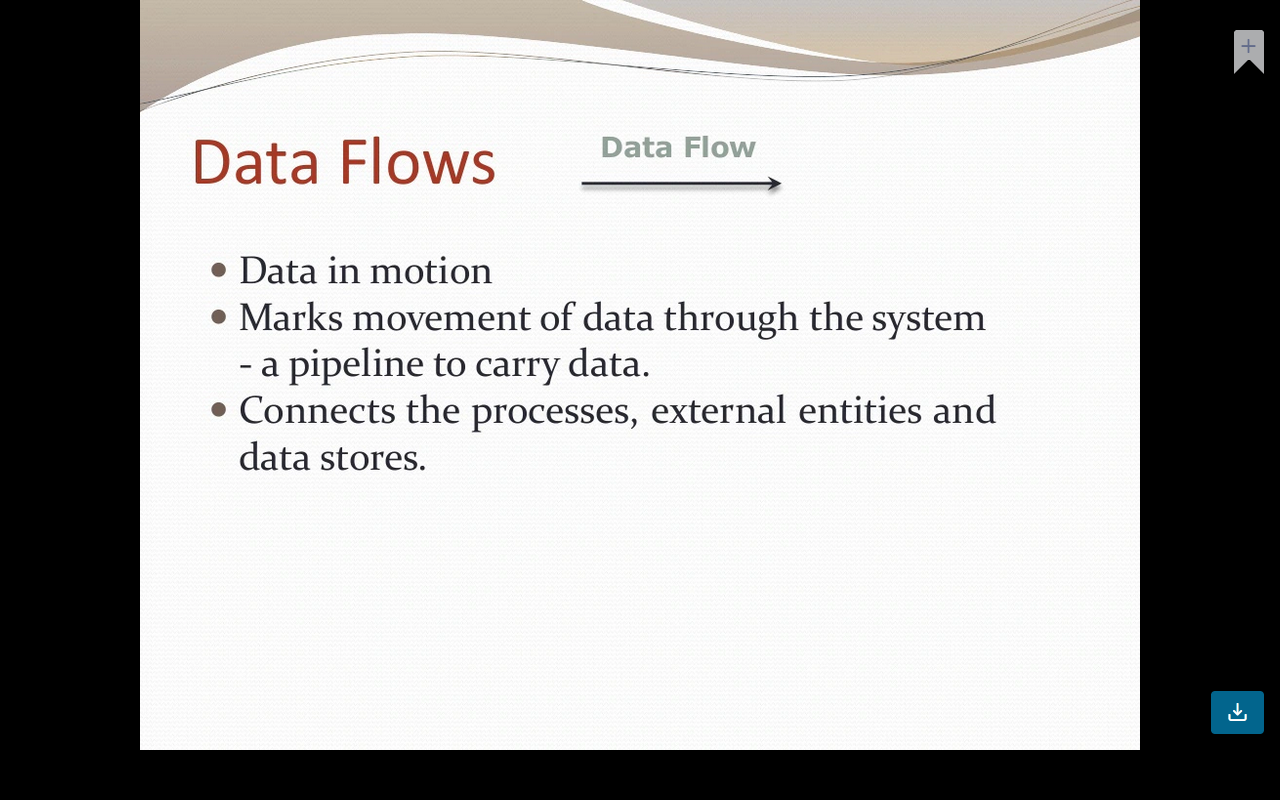 Data Flows
Data Flow
• Data in motion
• Marks movement of data through the system
- a pipeline to carry data.
• Connects the processes, external entities and
data stores.